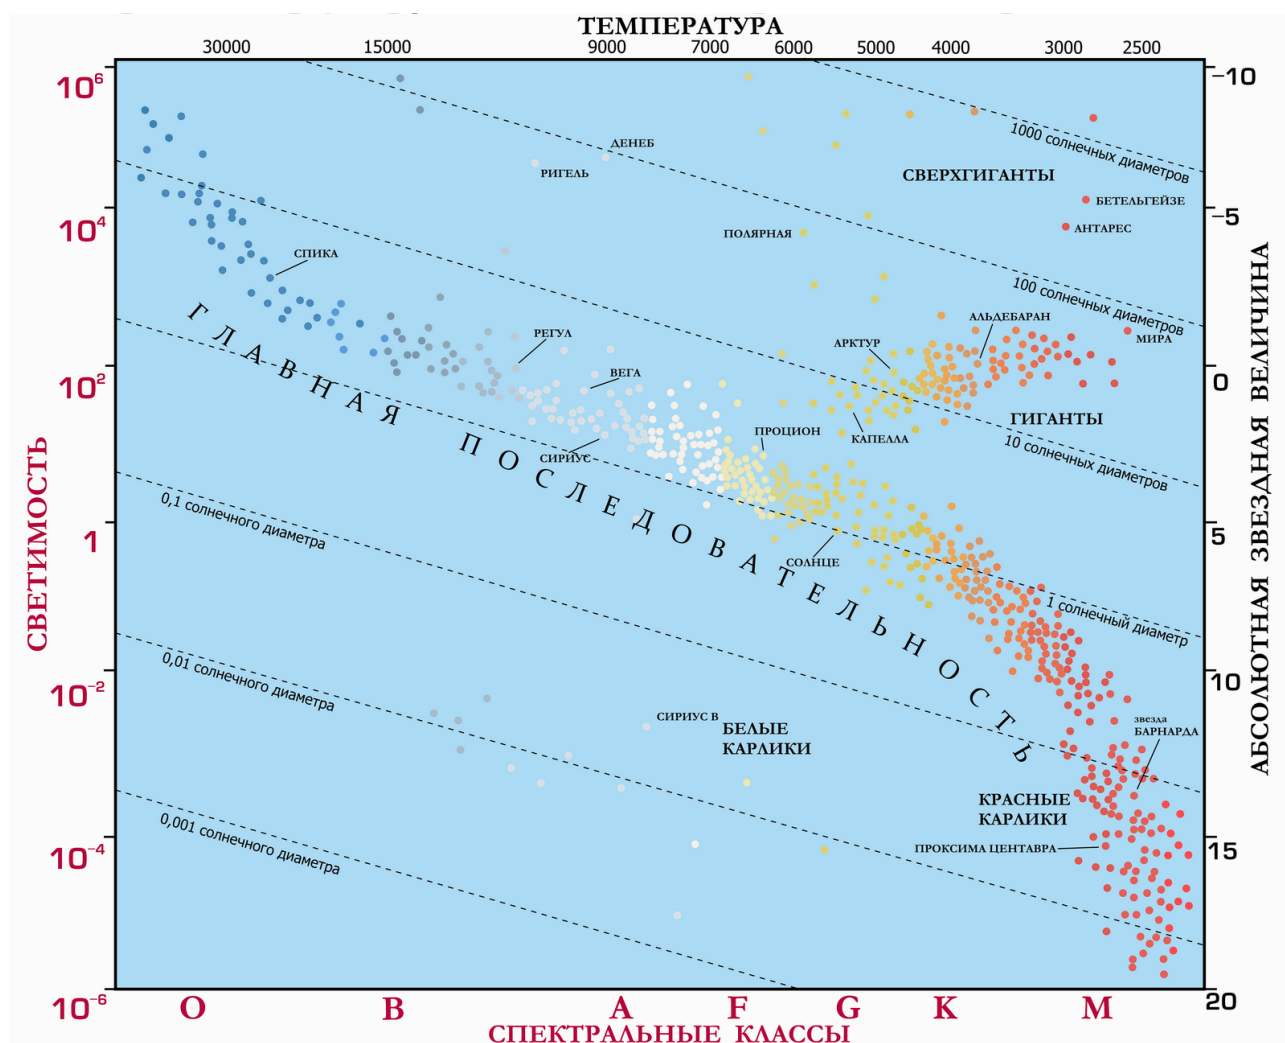 ТЕМПЕРАТУРА
30000 15000 9000 7000 6000 5000 4000 3000 2500
10⁶
–10
1000 солнечных диаметров
ДЕНЕБ
РИГЕЛЬ
СВЕРХГИГАНТЫ
БЕТЕЛЬГЕЙЗЕ
10⁴
–5
ПОЛЯРНАЯ
АНТАРЕС
СПИКА
100 солнечных диаметров
АЛЬДЕБАРАН
РЕГУЛ
АРКТУР
МИРА
ГЛАВНАЯ ПОСЛЕДОВАТЕЛЬНОСТЬ
10²
0
ВЕГА
ГИГАНТЫ
ПРОЦИОН
КАПЕЛЛА
10 солнечных диаметров
СИРИУС
0,1 солнечного диаметра
1
5
СОЛНЦЕ
1 солнечный диаметр
СВЕТИМОСТЬ
АБСОЛЮТНАЯ ЗВЕЗДНАЯ ВЕЛИЧИНА
0,01 солнечного диаметра
10⁻²
10
СИРИУС В
БЕЛЫЕ
КАРЛИКИ
звезда
БАРНАРДА
КРАСНЫЕ
КАРЛИКИ
0,001 солнечного диаметра
10⁻⁴
15
ПРОКСИМА ЦЕНТАВРА
10⁻⁶
20
O B A F G K M
СПЕКТРАЛЬНЫЕ КЛАССЫ